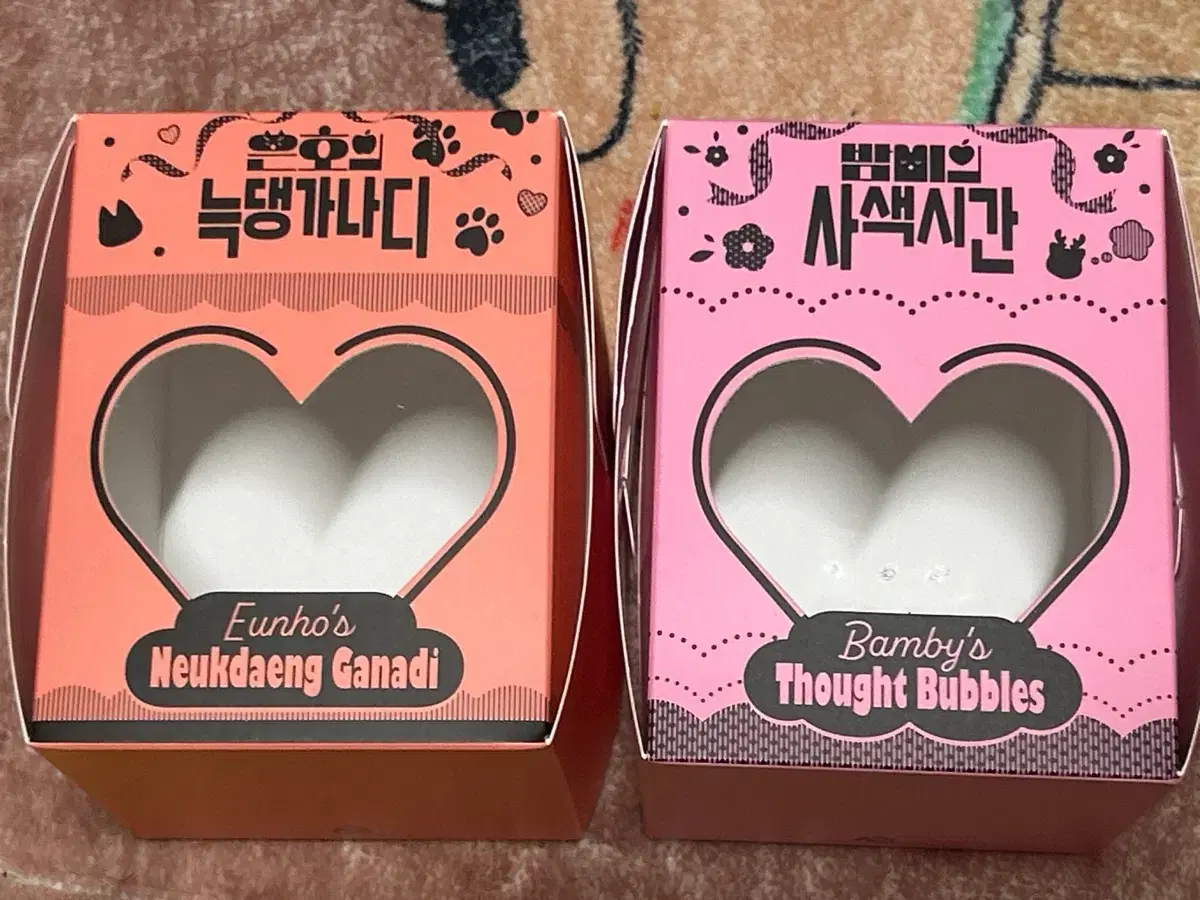 은호의
늑댕가나디
Eunho's
Neukdaeng Ganadi
밤비의
사색시간
Bamby's
Thought Bubbles